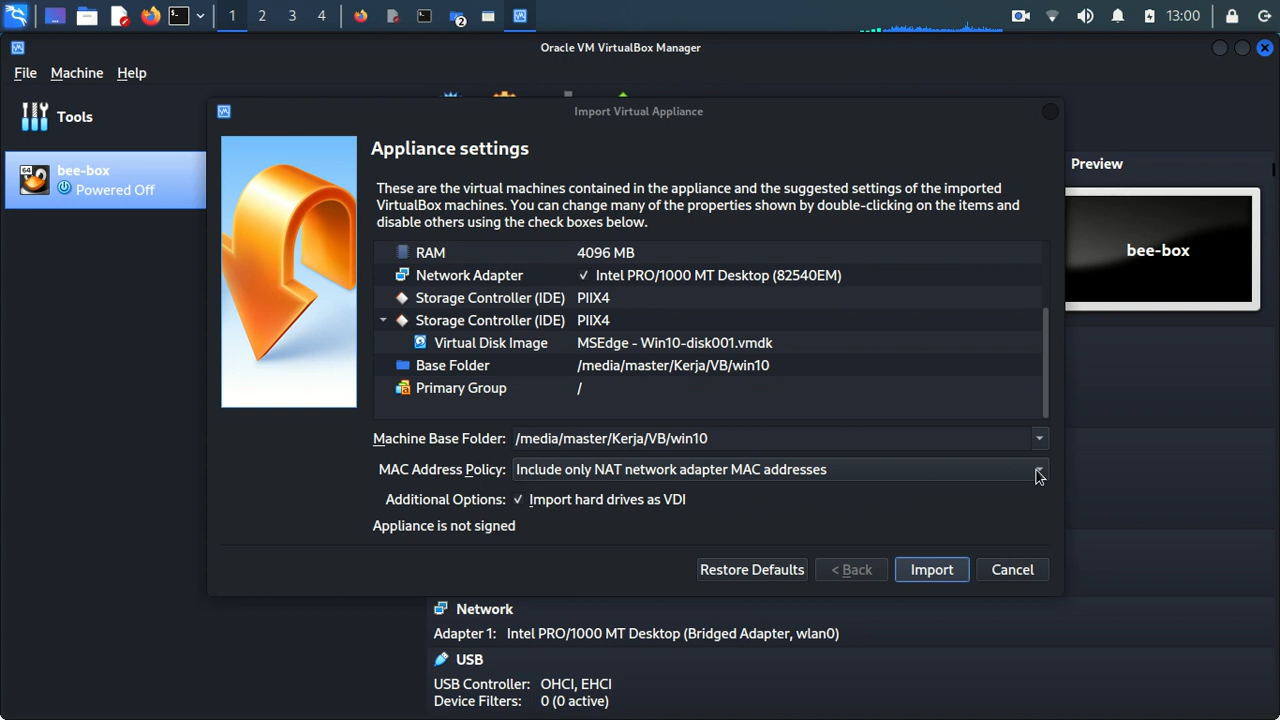 1 2 3 4 2 13:00
Oracle VM VirtualBox Manager
File Machine Help
Tools
Import Virtual Appliance
64 bee-box
Powered Off
Appliance settings
These are the virtual machines contained in the appliance and the suggested settings of the imported
VirtualBox machines. You can change many of the properties shown by double-clicking on the items and
disable others using the check boxes below.
RAM 4096 MB
Network Adapter ✓ Intel PRO/1000 MT Desktop (82540EM)
Storage Controller (IDE) PIIX4
Storage Controller (IDE) PIIX4
Virtual Disk Image MSEdge - Win10-disk001.vmdk
Base Folder /media/master/Kerja/VB/win10
Primary Group /
Machine Base Folder: /media/master/Kerja/VB/win10
MAC Address Policy: Include only NAT network adapter MAC addresses
Additional Options: ✓ Import hard drives as VDI
Appliance is not signed
Restore Defaults < Back Import Cancel
Preview
bee-box
Network
Adapter 1: Intel PRO/1000 MT Desktop (Bridged Adapter, wlan0)
USB
USB Controller: OHCI, EHCI
Device Filters: 0 (0 active)